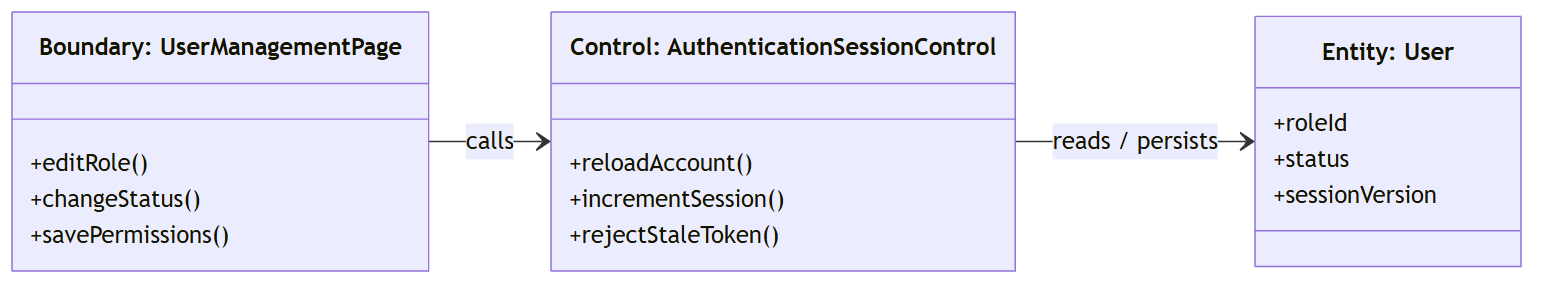 Boundary: UserManagementPage
+editRole()
+changeStatus()
+savePermissions()
calls
Control: AuthenticationSessionControl
+reloadAccount()
+incrementSession()
+rejectStaleToken()
reads / persists
Entity: User
+roleId
+status
+sessionVersion